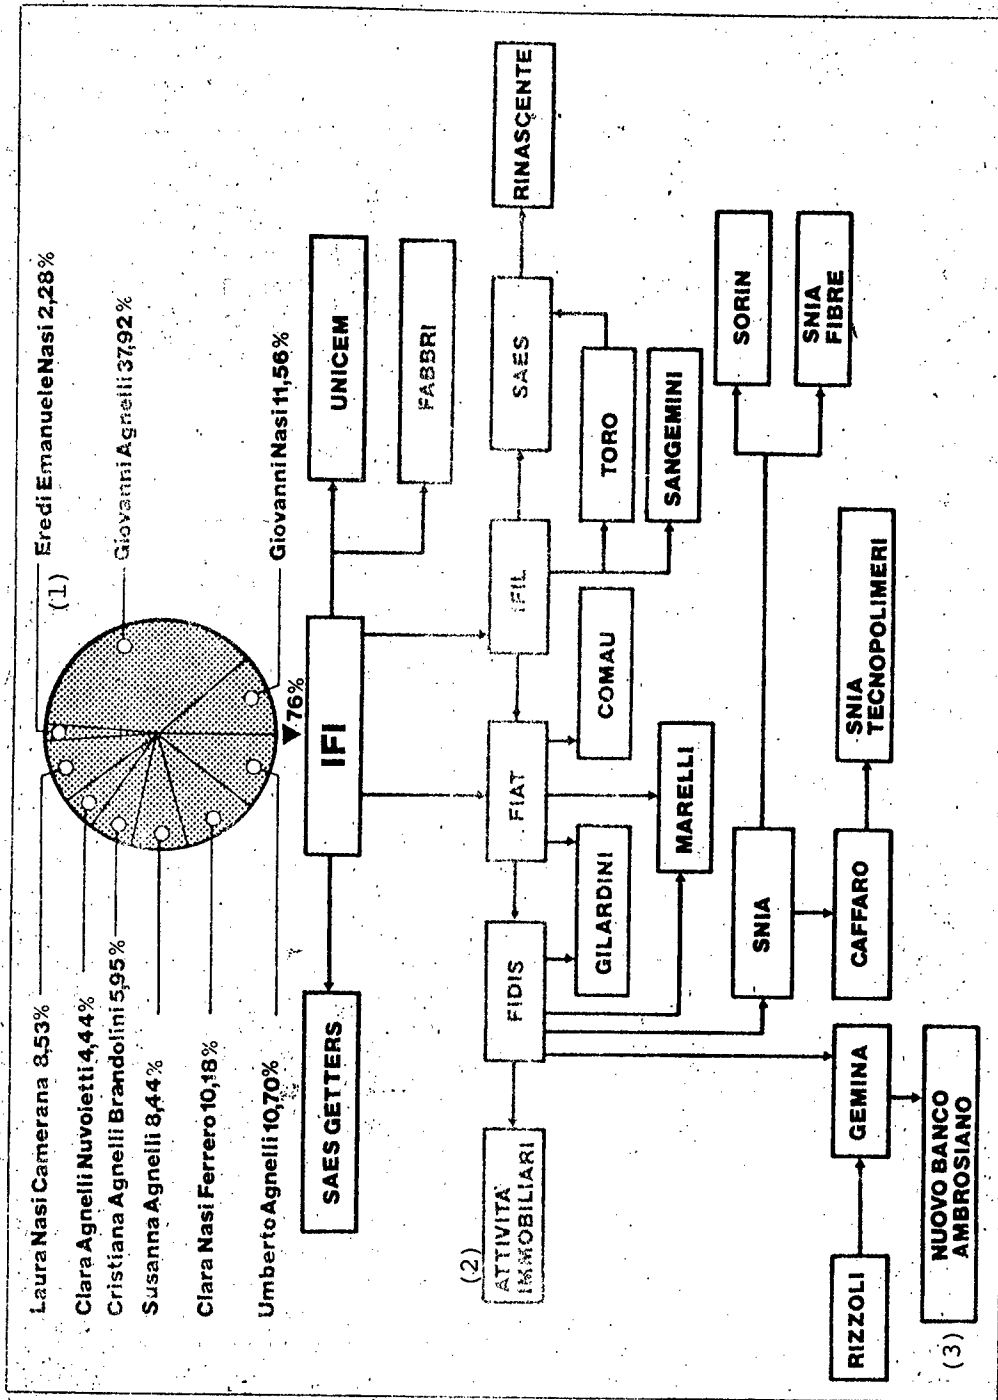 Laura Nasi Camerana 8,53%
Clara Agnelli Nuvoletti 4,44%
Cristiana Agnelli Brandolini 5,95%
Susanna Agnelli 8,44%
Clara Nasi Ferrero 10,18%
Umberto Agnelli 10,70%
Eredi Emanuele Nasi 2,28%
(1)
Giovanni Agnelli 37,92%
Giovanni Nasi 11,56%
76%
SAES GETTERS
IFI
UNICEM
FABBRI
(2)
ATTIVITÀ
IMMOBILIARI
FIDIS
FIAT
IFIL
SAES
RINASCENTE
GILARDINI
COMAU
TORO
MARELLI
SANGEMINI
SNIA
SORIN
SNIA
FIBRE
RIZZOLI
GEMINA
CAFFARO
SNIA
TECNOPOLIMERI
(3)
NUOVO BANCO
AMBROSIANO